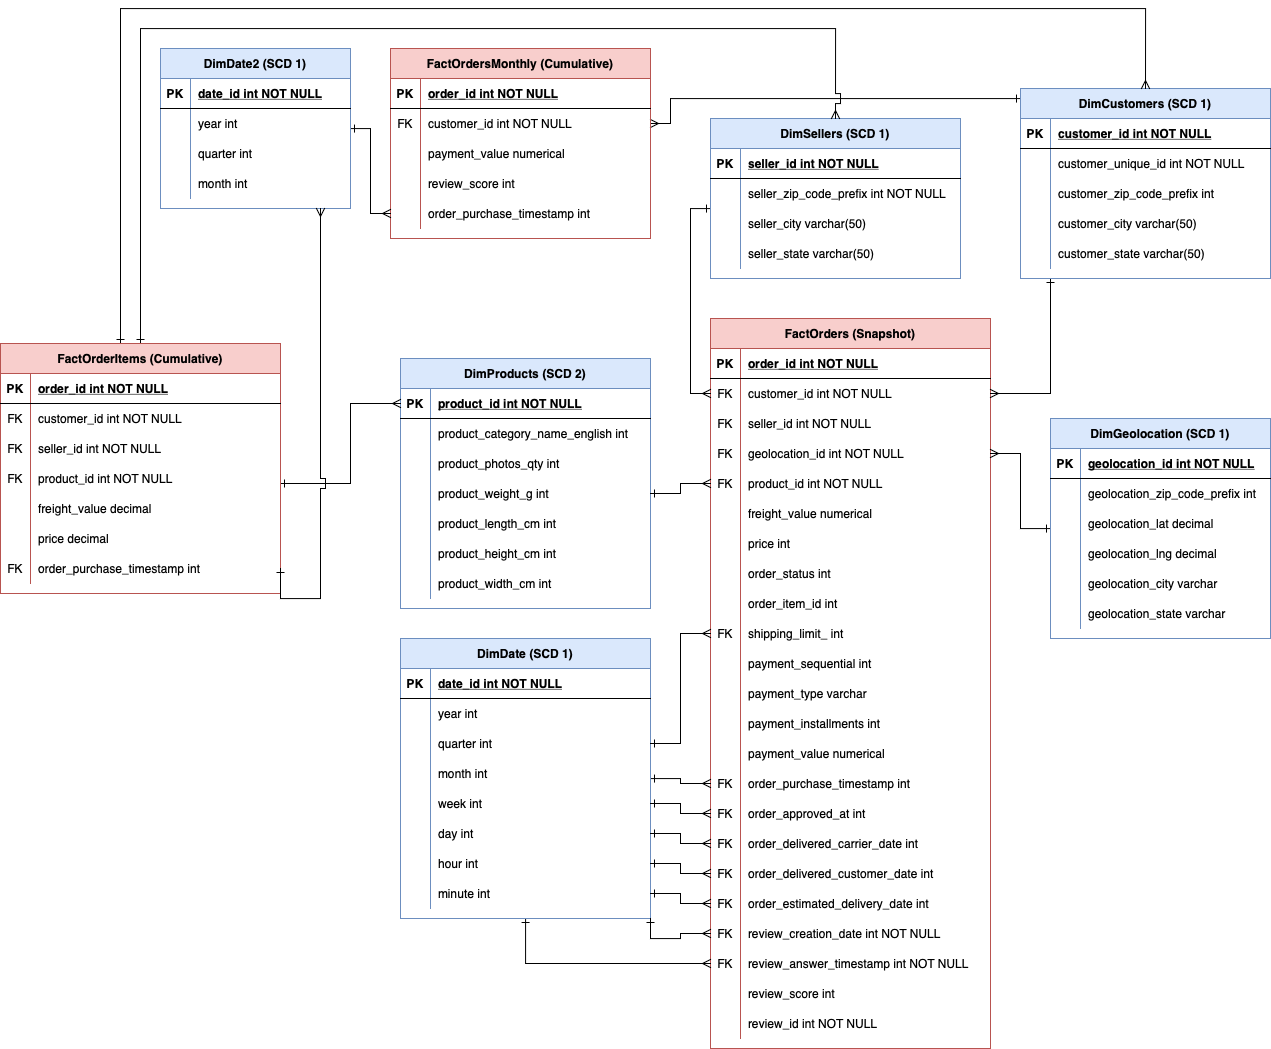 DimDate2 (SCD 1)
PK date_id int NOT NULL
year int
quarter int
month int
FactOrdersMonthly (Cumulative)
PK order_id int NOT NULL
FK customer_id int NOT NULL
payment_value numerical
review_score int
order_purchase_timestamp int
DimSellers (SCD 1)
PK seller_id int NOT NULL
seller_zip_code_prefix int NOT NULL
seller_city varchar(50)
seller_state varchar(50)
DimCustomers (SCD 1)
PK customer_id int NOT NULL
customer_unique_id int NOT NULL
customer_zip_code_prefix int
customer_city varchar(50)
customer_state varchar(50)
FactOrderItems (Cumulative)
PK order_id int NOT NULL
FK customer_id int NOT NULL
FK seller_id int NOT NULL
FK product_id int NOT NULL
freight_value decimal
price decimal
FK order_purchase_timestamp int
DimProducts (SCD 2)
PK product_id int NOT NULL
product_category_name_english int
product_photos_qty int
product_weight_g int
product_length_cm int
product_height_cm int
product_width_cm int
FactOrders (Snapshot)
PK order_id int NOT NULL
FK customer_id int NOT NULL
FK seller_id int NOT NULL
FK geolocation_id int NOT NULL
FK product_id int NOT NULL
freight_value numerical
price int
order_status int
order_item_id int
FK shipping_limit_ int
payment_sequential int
payment_type varchar
payment_installments int
payment_value numerical
FK order_purchase_timestamp int
FK order_approved_at int
FK order_delivered_carrier_date int
FK order_delivered_customer_date int
FK order_estimated_delivery_date int
FK review_creation_date int NOT NULL
FK review_answer_timestamp int NOT NULL
review_score int
review_id int NOT NULL
DimGeolocation (SCD 1)
PK geolocation_id int NOT NULL
geolocation_zip_code_prefix int
geolocation_lat decimal
geolocation_lng decimal
geolocation_city varchar
geolocation_state varchar
DimDate (SCD 1)
PK date_id int NOT NULL
year int
quarter int
month int
week int
day int
hour int
minute int